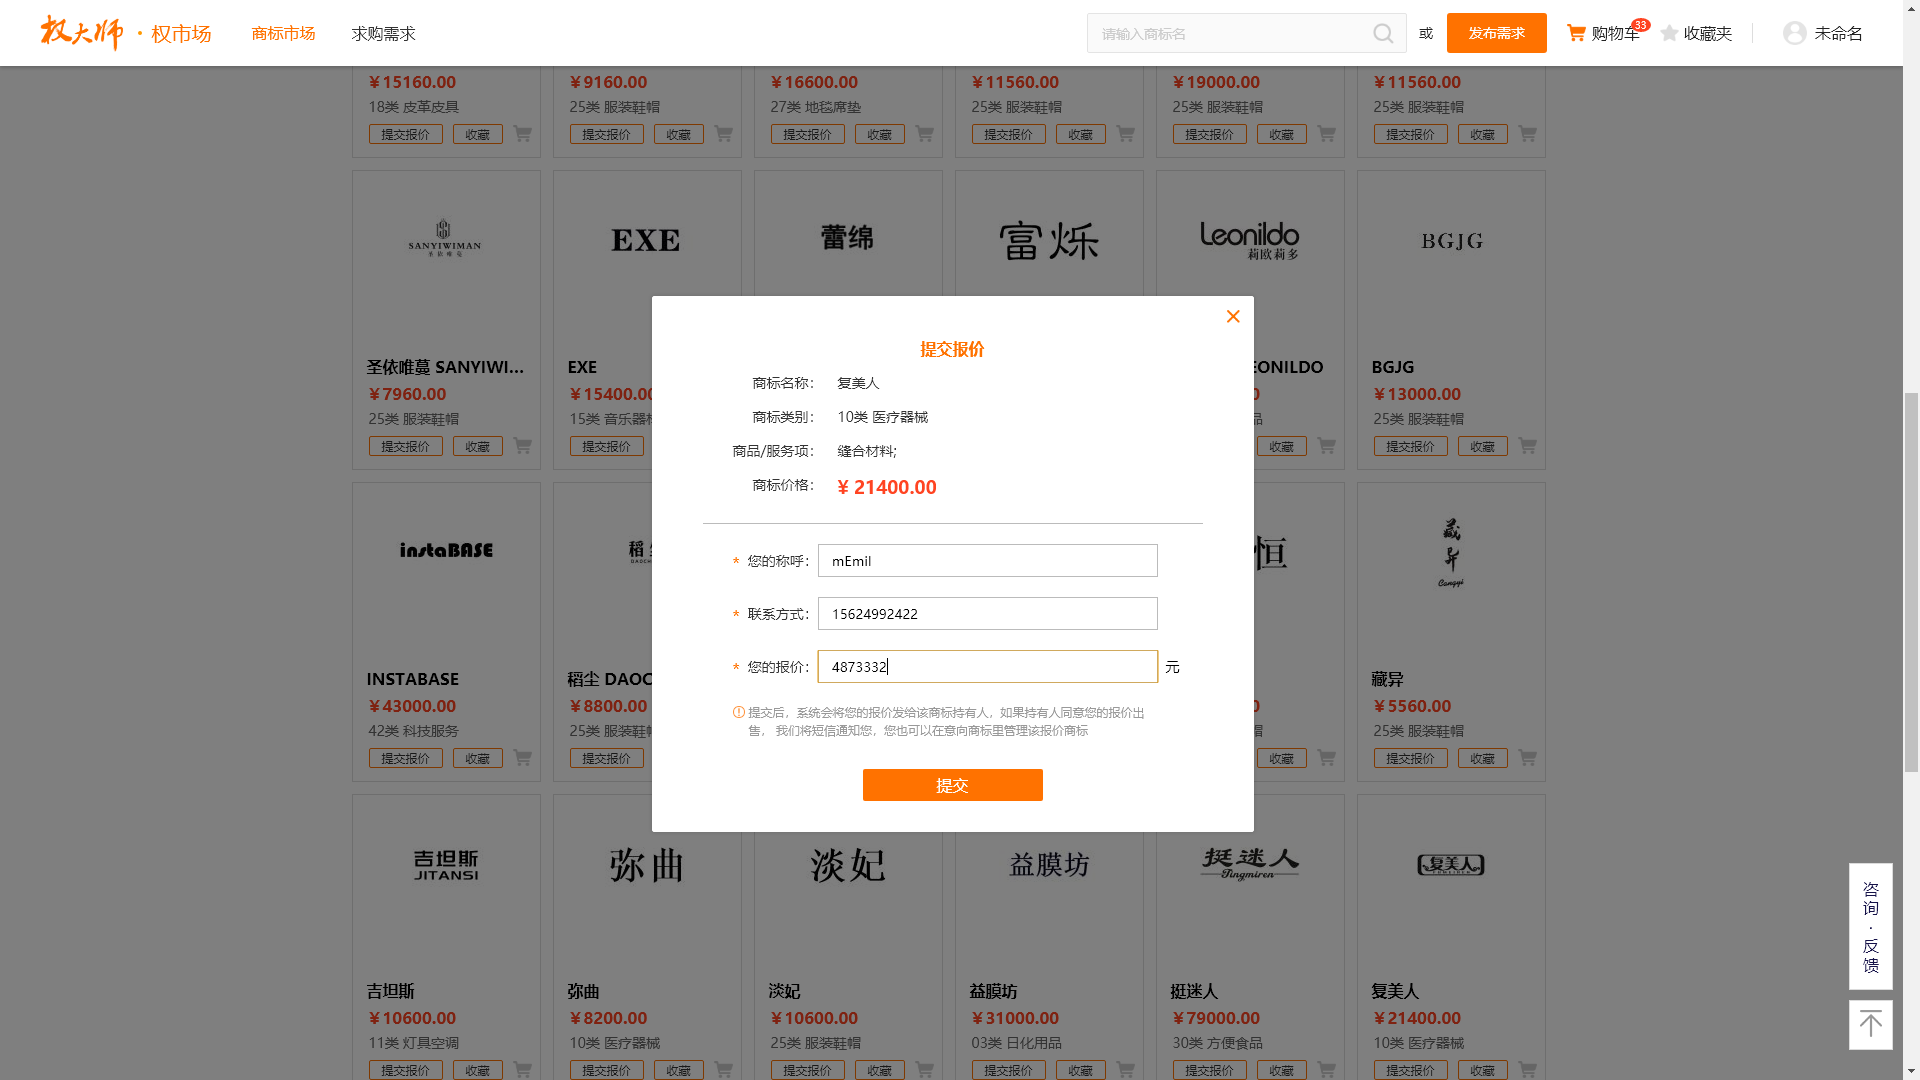 权大师 · 权市场 商标市场 求购需求 请输入商标名 或 发布需求 购物车 33 收藏夹 未命名
￥15160.00 ￥9160.00 ￥16600.00 ￥11560.00 ￥19000.00 ￥11560.00
18类 皮革皮具 25类 服装鞋帽 27类 地毯席垫 25类 服装鞋帽 25类 服装鞋帽 25类 服装鞋帽
提交报价 收藏 提交报价 收藏 提交报价 收藏 提交报价 收藏 提交报价 收藏 提交报价 收藏
SANYIWIMAN
圣依唯蔓
EXE
蕾绵
富烁
Leonildo
莉欧莉多
BGJG
圣依唯蔓 SANYIWI... EXE EONILDO BGJG
￥7960.00 ￥15400.0 0 ￥13000.00
25类 服装鞋帽 15类 音乐器 品 25类 服装鞋帽
提交报价 收藏 提交报价 收藏 提交报价 收藏
提交报价
商标名称： 复美人
商标类别： 10类 医疗器械
商品/服务项： 缝合材料;
商标价格： ¥ 21400.00
* 您的称呼： mEmil
* 联系方式： 15624992422
* 您的报价： 4873332 元
提交后，系统会将您的报价发给该商标持有人，如果持有人同意您的报价出
售， 我们将短信通知您，您也可以在意向商标里管理该报价商标
提交
instaBASE
稻
恒
藏异
Cangyi
INSTABASE 稻尘 DAOC 藏异
￥43000.00 ￥8800.00 0 ￥5560.00
42类 科技服务 25类 服装鞋 帽 25类 服装鞋帽
提交报价 收藏 提交报价 收藏 提交报价 收藏
吉坦斯
JITANSI
弥曲
淡妃
益膜坊
挺迷人
Tingmiren
复美人
吉坦斯 弥曲 淡妃 益膜坊 挺迷人 复美人
￥10600.00 ￥8200.00 ￥10600.00 ￥31000.00 ￥79000.00 ￥21400.00
11类 灯具空调 10类 医疗器械 25类 服装鞋帽 03类 日化用品 30类 方便食品 10类 医疗器械
提交报价 收藏 提交报价 收藏 提交报价 收藏 提交报价 收藏 提交报价 收藏 提交报价 收藏
咨
询
·
反
馈